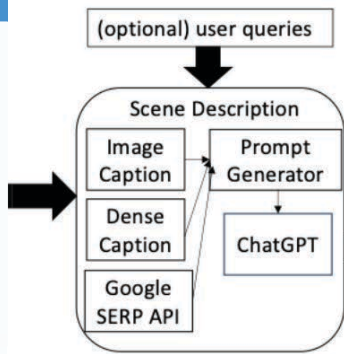 (optional) user queries
Scene Description
Image
Caption
Prompt
Generator
Dense
Caption
ChatGPT
Google
SERP API